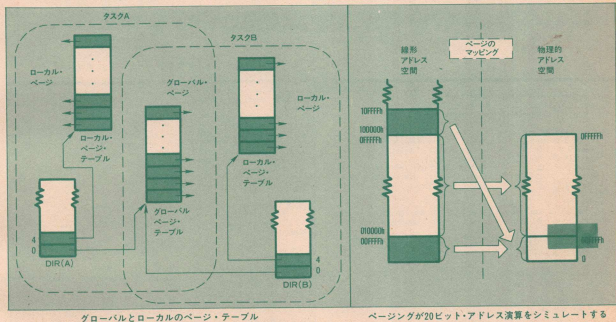 タスクA
タスクB
ローカル・
ページ
グローバル・
ページ
ローカル・
ページ
ローカル・
ページ・
テーブル
ローカル・
ページ・
テーブル
グローバル
ページ・
テーブル
4
0
DIR(A)
4
0
DIR(B)
グローバルとローカルのページ・テーブル
線形
アドレス
空間
ページの
マッピング
物理的
アドレス
空間
10FFFFh
100000h
0FFFFFh
010000h
00FFFFh
0FFFFFh
0
ページングが20ビット・アドレス演算をシミュレートする